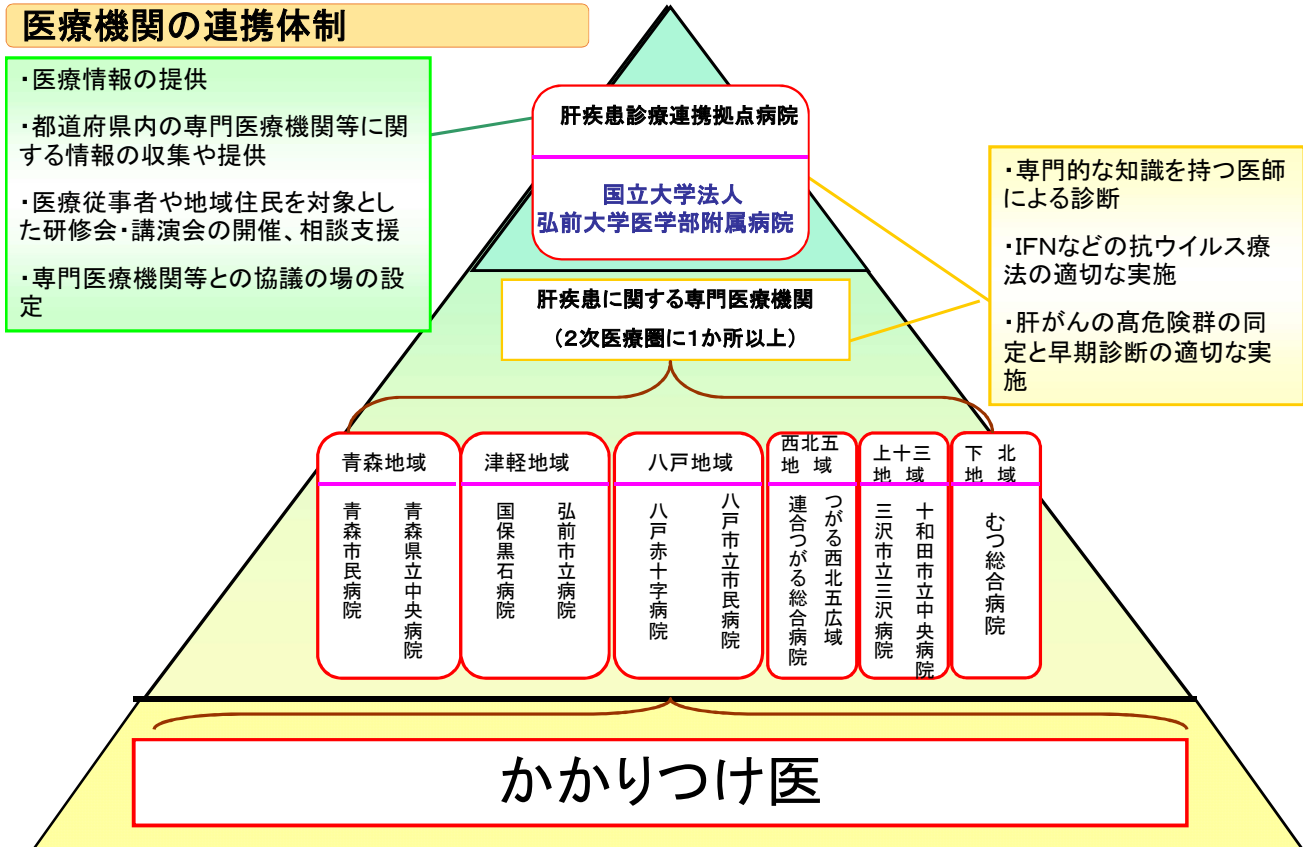 医療機関の連携体制
・医療情報の提供
・都道府県内の専門医療機関等に関
する情報の収集や提供
・医療従事者や地域住民を対象とし
た研修会・講演会の開催、相談支援
・専門医療機関等との協議の場の設
定
肝疾患診療連携拠点病院
国立大学法人
弘前大学医学部附属病院
・専門的な知識を持つ医師
による診断
・IFNなどの抗ウイルス療
法の適切な実施
・肝がんの髙危険群の同
定と早期診断の適切な実
施
肝疾患に関する専門医療機関
（2次医療圏に1か所以上）
青森地域
青森県立中央病院
青森市民病院
津軽地域
弘前市立病院
国保黒石病院
八戸地域
八戸市立市民病院
八戸赤十字病院
西北五
地 域
つがる西北五広域
連合つがる総合病院
上十三
地 域
十和田市立中央病院
三沢市立三沢病院
下 北
地 域
むつ総合病院
かかりつけ医